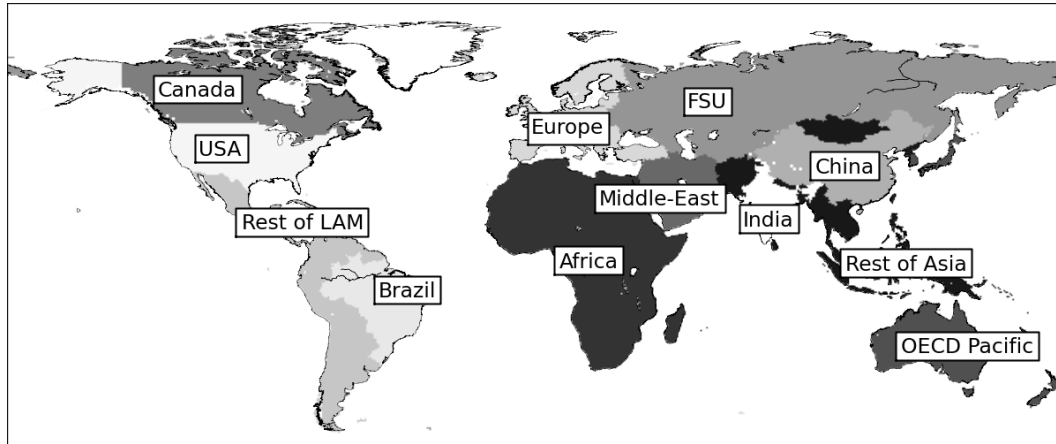 Canada
FSU
Europe
USA
China
Middle-East
India
Rest of LAM
Africa
Rest of Asia
Brazil
OECD Pacific